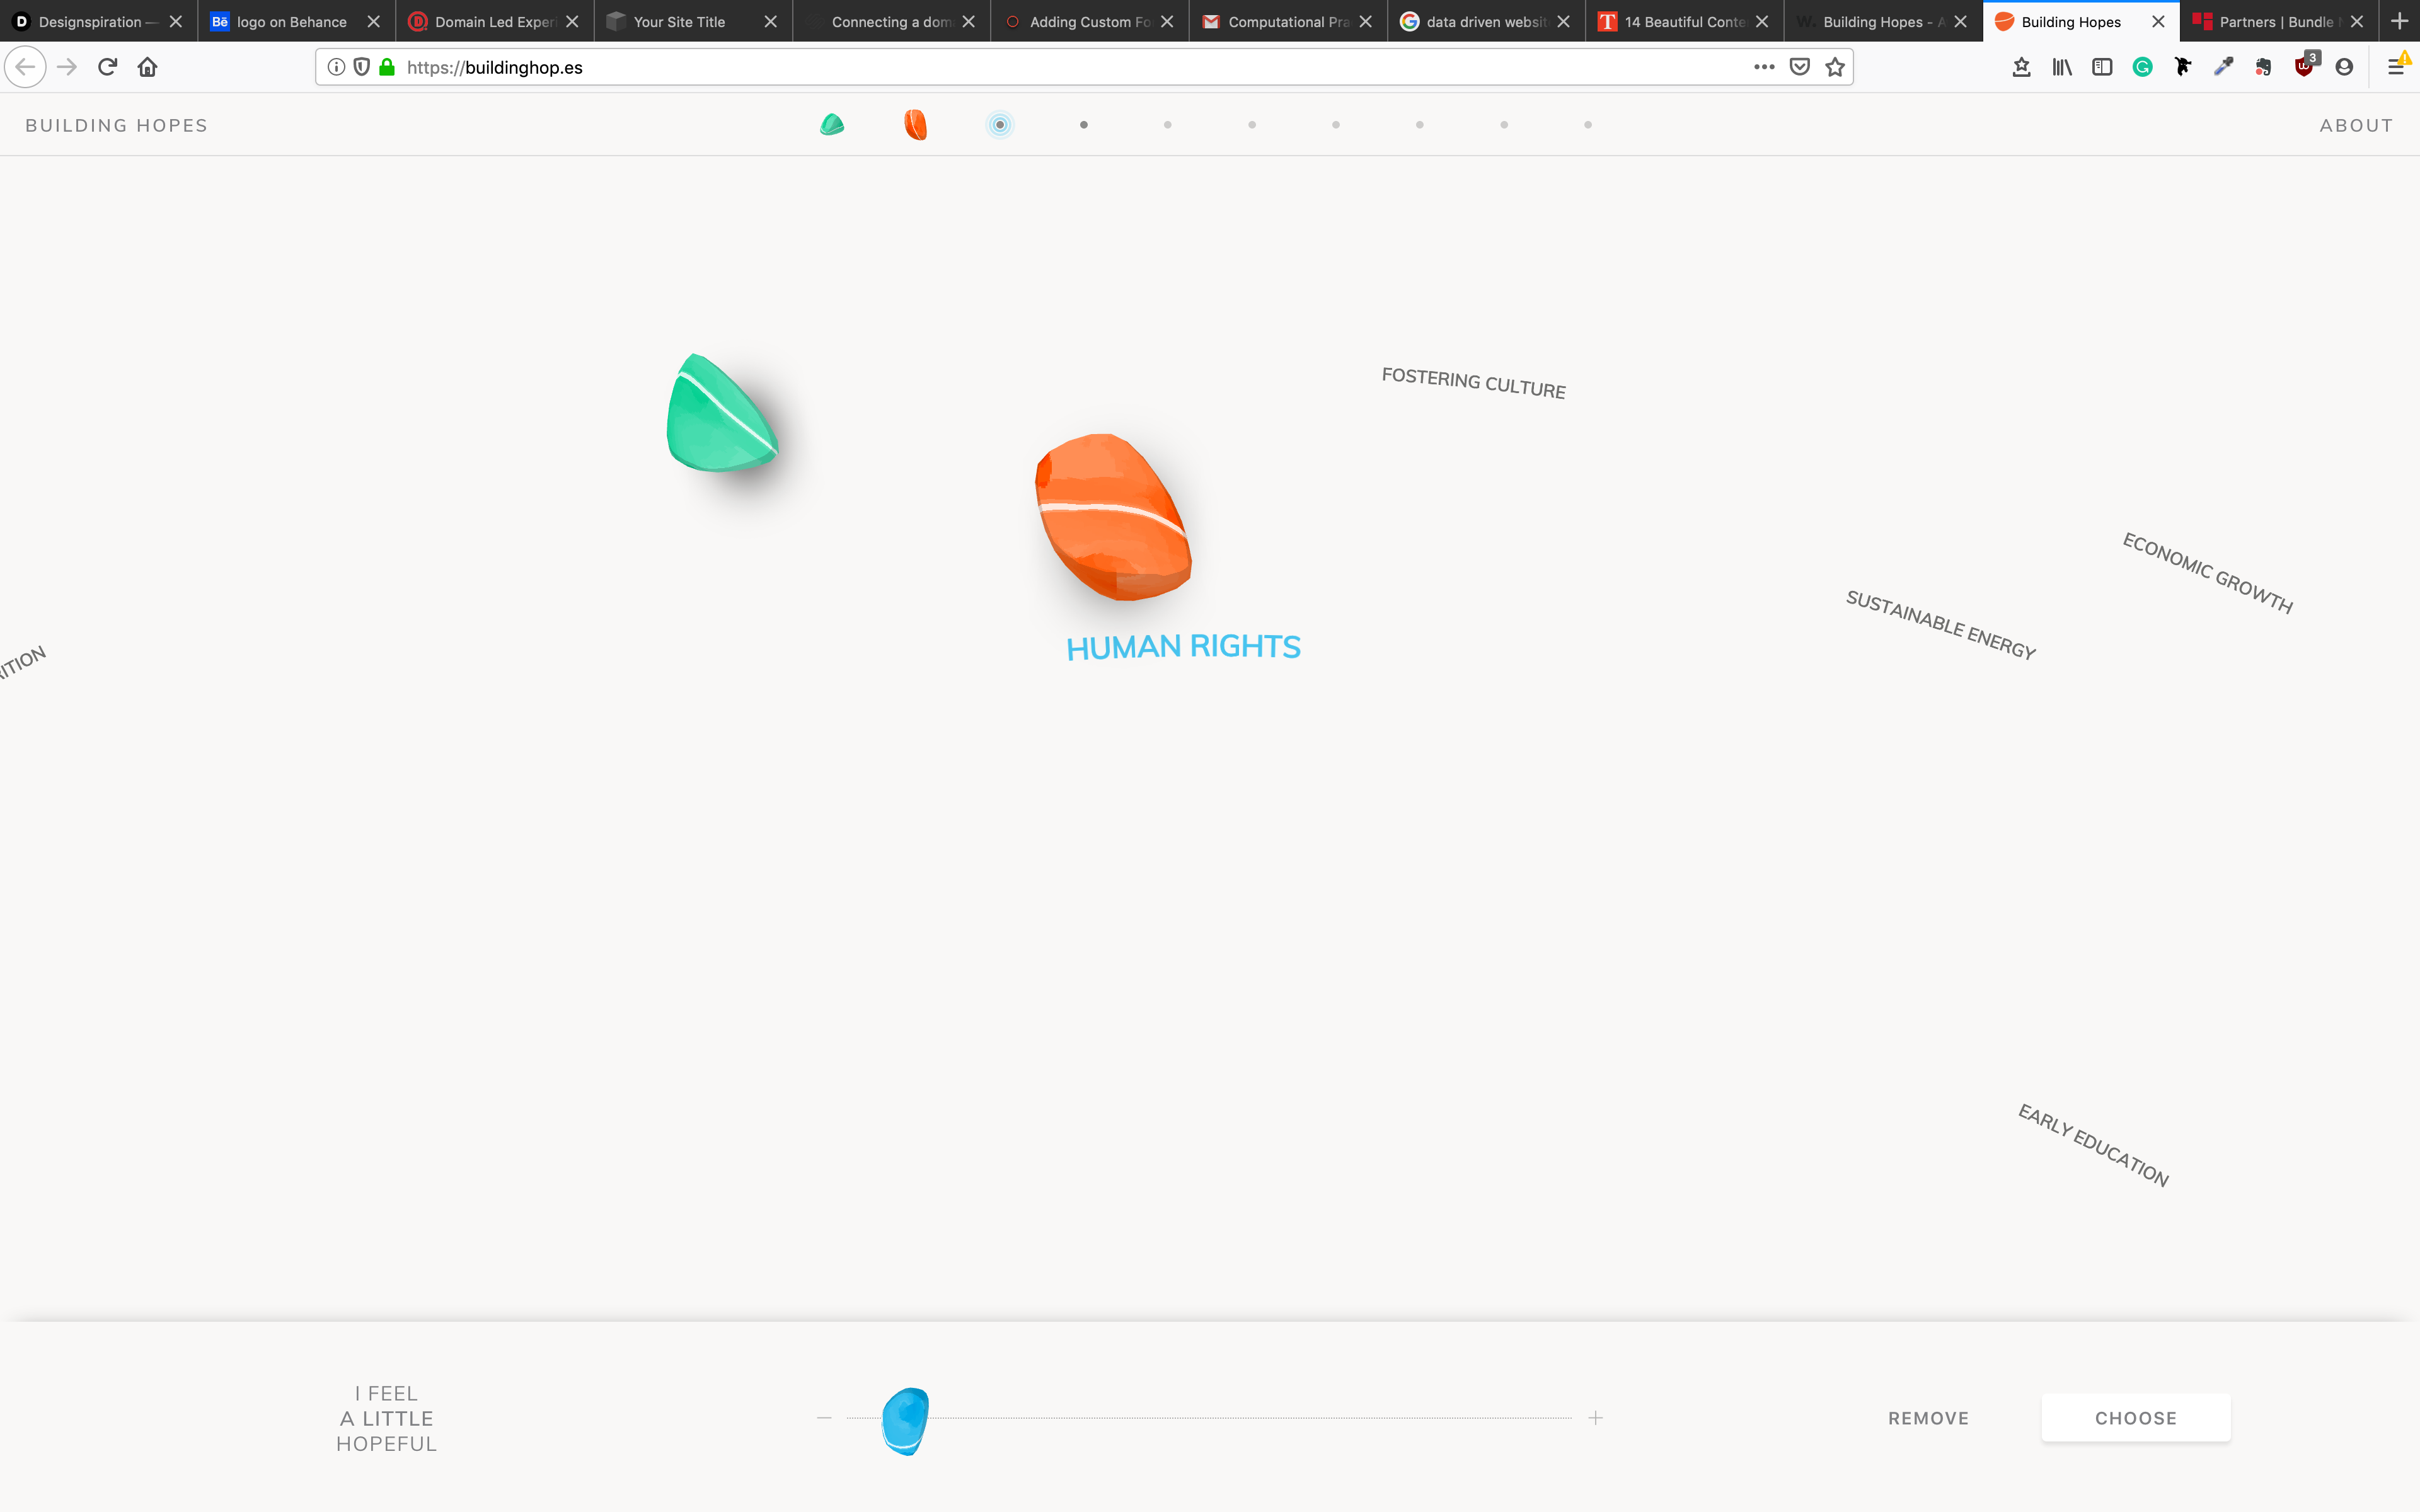 Designspiration —
logo on Behance
Domain Led Experi
Your Site Title
Connecting a dom
Adding Custom Fo
Computational Pra
data driven websit
14 Beautiful Conte
Building Hopes - A
Building Hopes
Partners | Bundle
https://buildinghop.es
3
BUILDING HOPES
ABOUT
FOSTERING CULTURE
ECONOMIC GROWTH
SUSTAINABLE ENERGY
HUMAN RIGHTS
RITION
EARLY EDUCATION
I FEEL
A LITTLE
HOPEFUL
REMOVE
CHOOSE